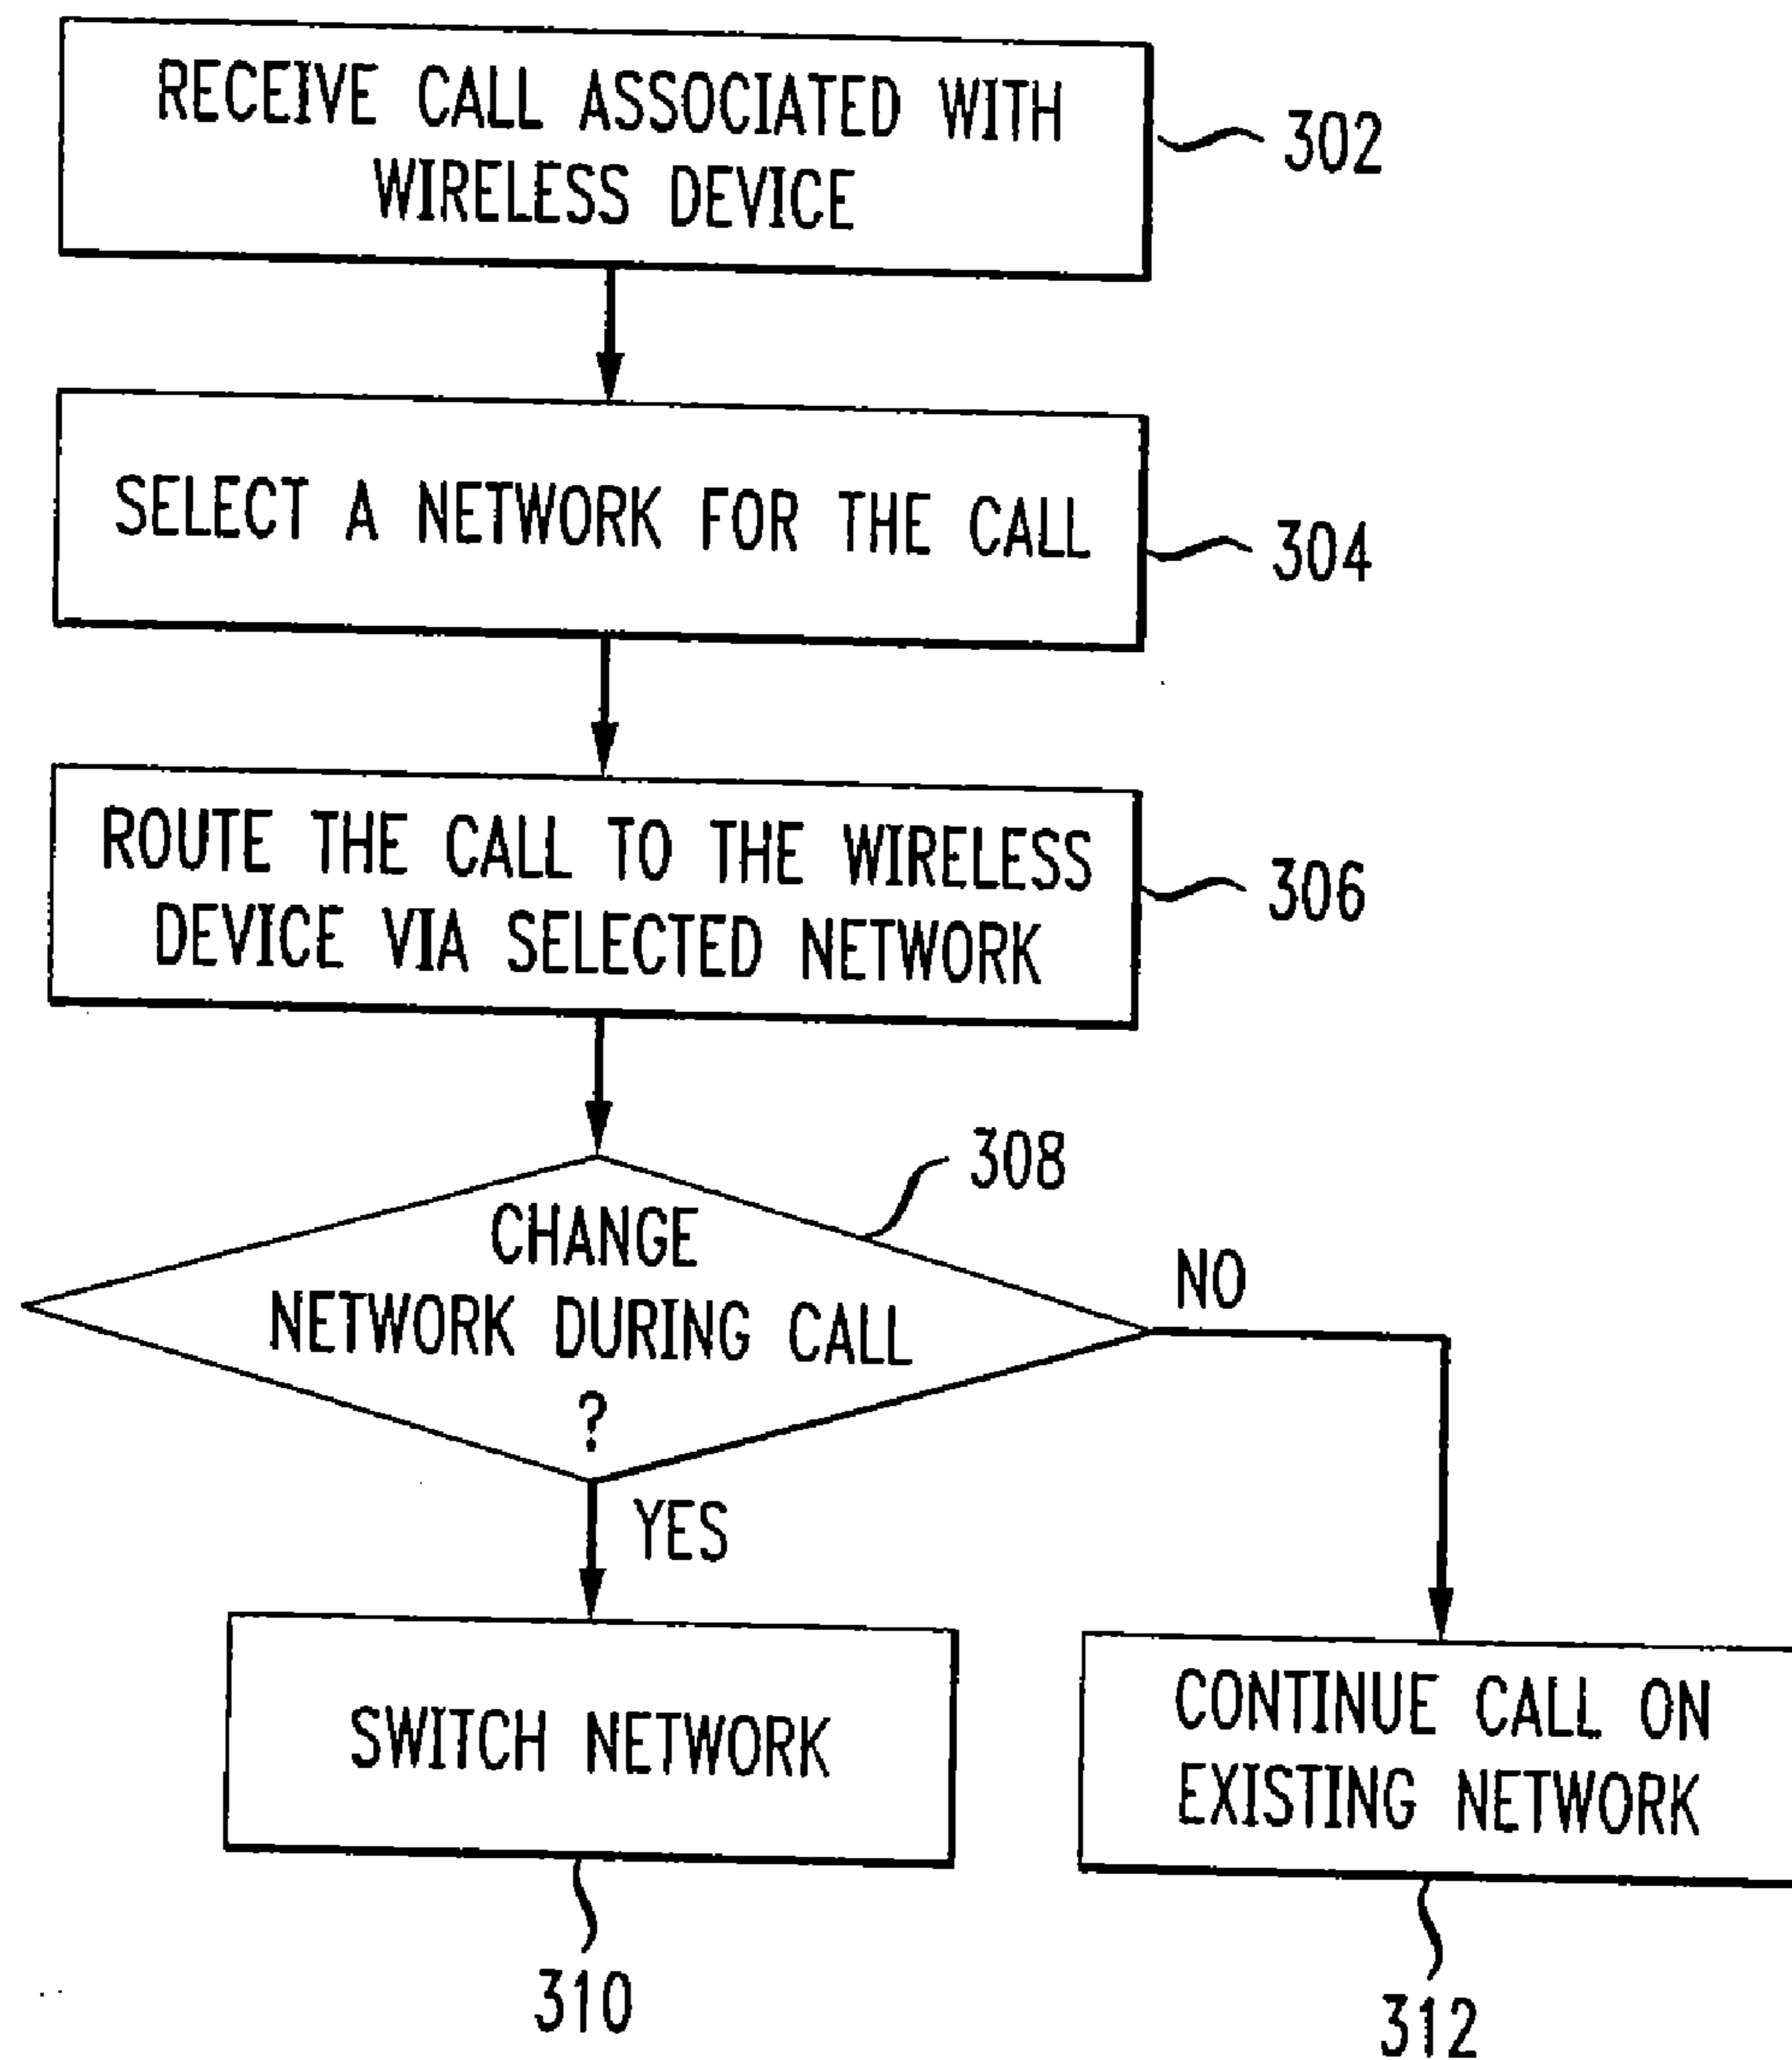 RECEIVE CALL ASSOCIATED WITH
WIRELESS DEVICE
302
SELECT A NETWORK FOR THE CALL
304
ROUTE THE CALL TO THE WIRELESS
DEVICE VIA SELECTED NETWORK
306
308
CHANGE
NETWORK DURING CALL
?
NO
YES
SWITCH NETWORK
CONTINUE CALL ON
EXISTING NETWORK
310
312